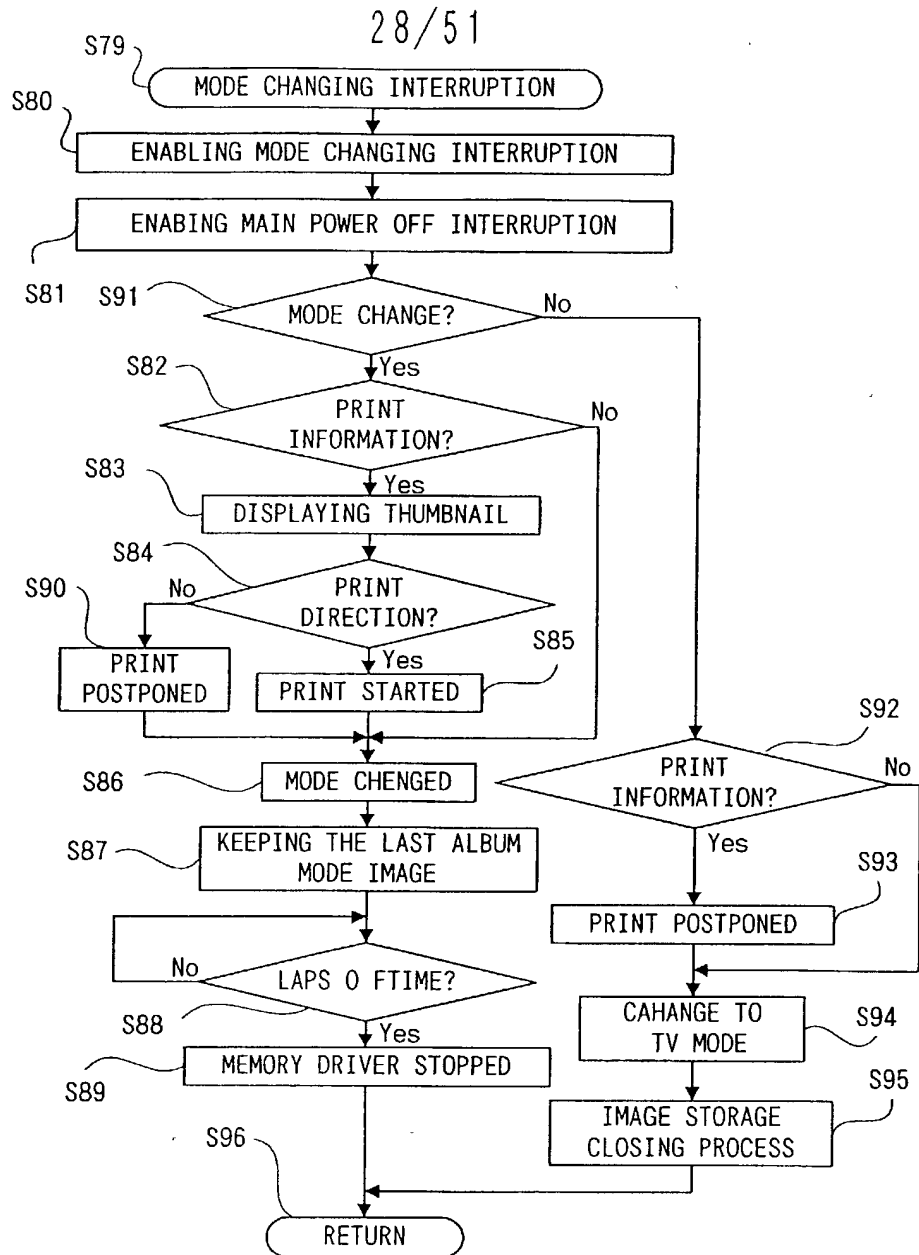 28/51
S79
MODE CHANGING INTERRUPTION
S80
ENABLING MODE CHANGING INTERRUPTION
ENABING MAIN POWER OFF INTERRUPTION
S81
S91
MODE CHANGE?
No
Yes
S82
PRINT
INFORMATION?
No
Yes
S83
DISPLAYING THUMBNAIL
S84
PRINT
DIRECTION?
No
S90
Yes
S85
PRINT
POSTPONED
PRINT STARTED
S86
MODE CHENGED
S87
KEEPING THE LAST ALBUM
MODE IMAGE
LAPS O FTIME?
No
S88
Yes
MEMORY DRIVER STOPPED
S89
S92
PRINT
INFORMATION?
No
Yes
S93
PRINT POSTPONED
CAHANGE TO
TV MODE
S94
S95
IMAGE STORAGE
CLOSING PROCESS
S96
RETURN